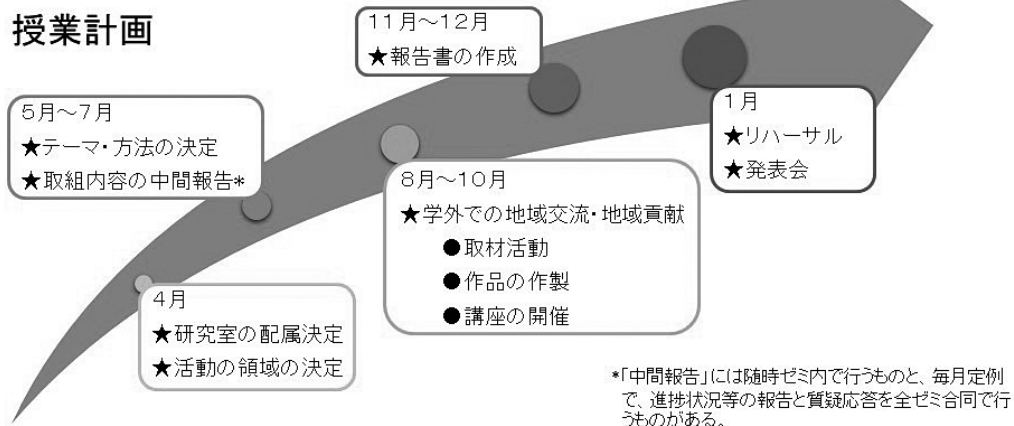 授業計画
4月
★研究室の配属決定
★活動の領域の決定
5月～7月
★テーマ・方法の決定
★取組内容の中間報告*
8月～10月
★学外での地域交流・地域貢献
●取材活動
●作品の作製
●講座の開催
11月～12月
★報告書の作成
1月
★リハーサル
★発表会
*「中間報告」には随時ゼミ内で行うものと、毎月定例
で、進捗状況等の報告と質疑応答を全ゼミ合同で行
うものがある。